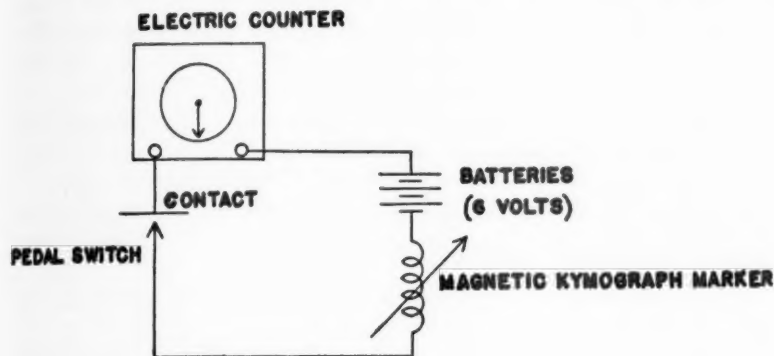 ELECTRIC COUNTER
CONTACT
BATTERIES
(6 VOLTS)
PEDAL SWITCH
MAGNETIC KYMOGRAPH MARKER